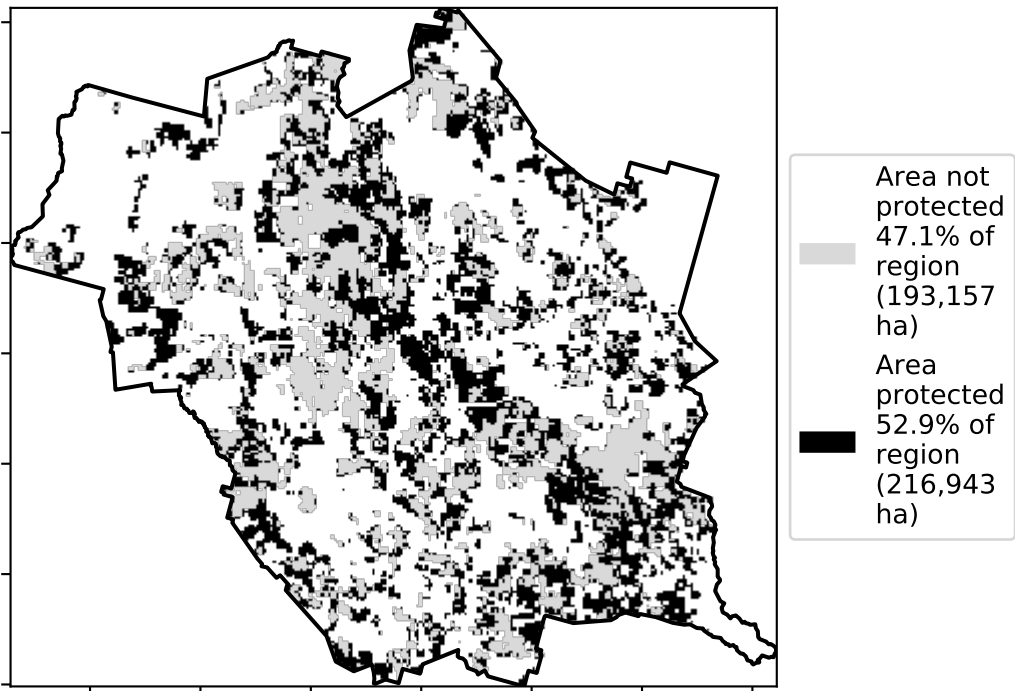 Area not
protected
47.1% of
region
(193,157
ha)
Area
protected
52.9% of
region
(216,943
ha)